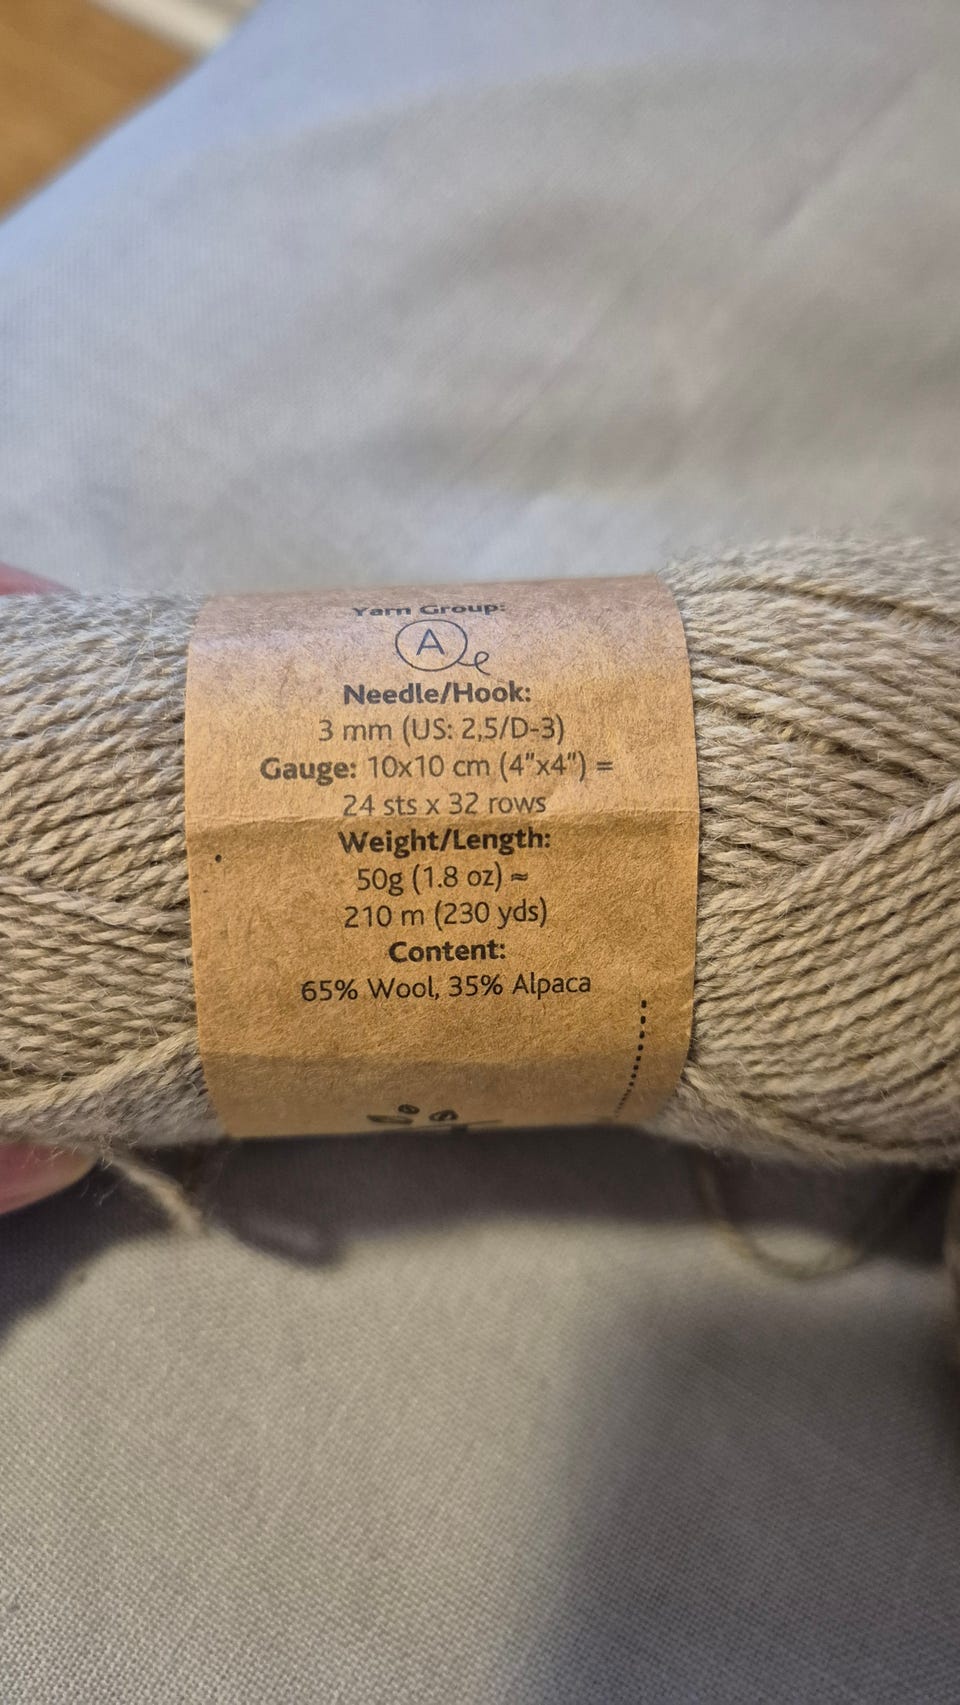 Yarn Group:
A
Needle/Hook:
3 mm (US: 2,5/D-3)
Gauge: 10x10 cm (4"x4") =
24 sts x 32 rows
Weight/Length:
50g (1.8 oz) ≈
210 m (230 yds)
Content:
65% Wool, 35% Alpaca